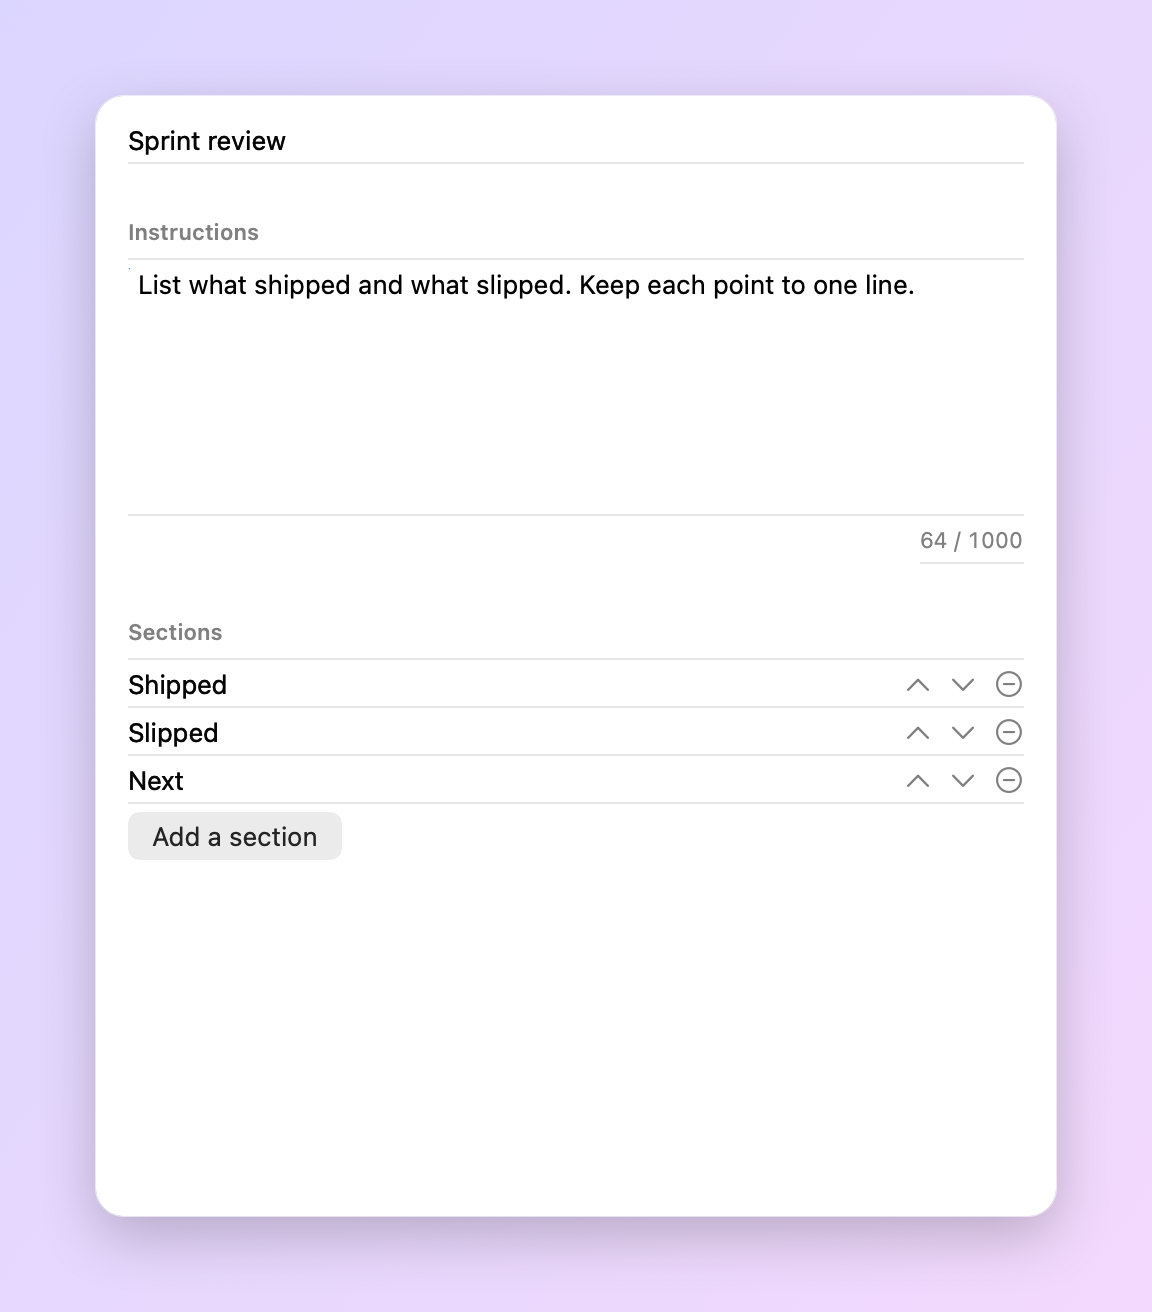 Sprint review
Instructions
List what shipped and what slipped. Keep each point to one line.
64 / 1000
Sections
Shipped
Slipped
Next
Add a section